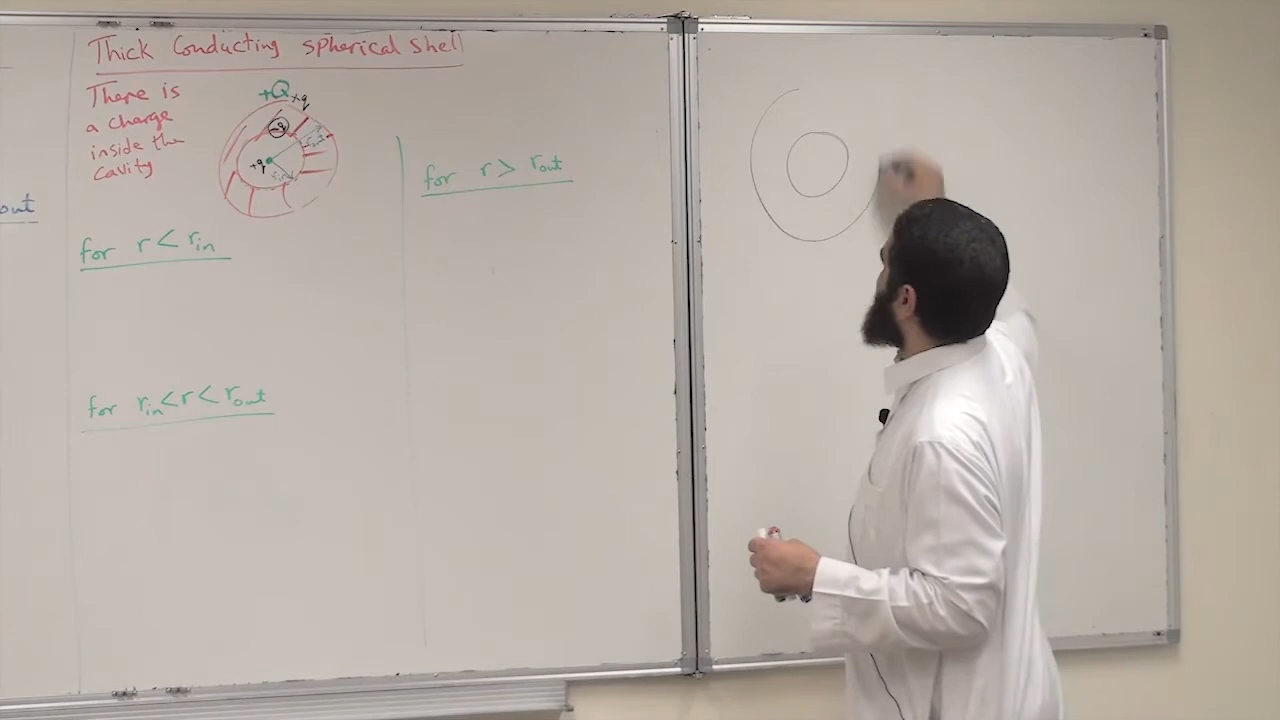 Thick Conducting spherical shell
There is
a charge
inside the
cavity
+Q
+q
-q
+q
out
for r < r_in
for r_in < r < r_out
for r > r_out